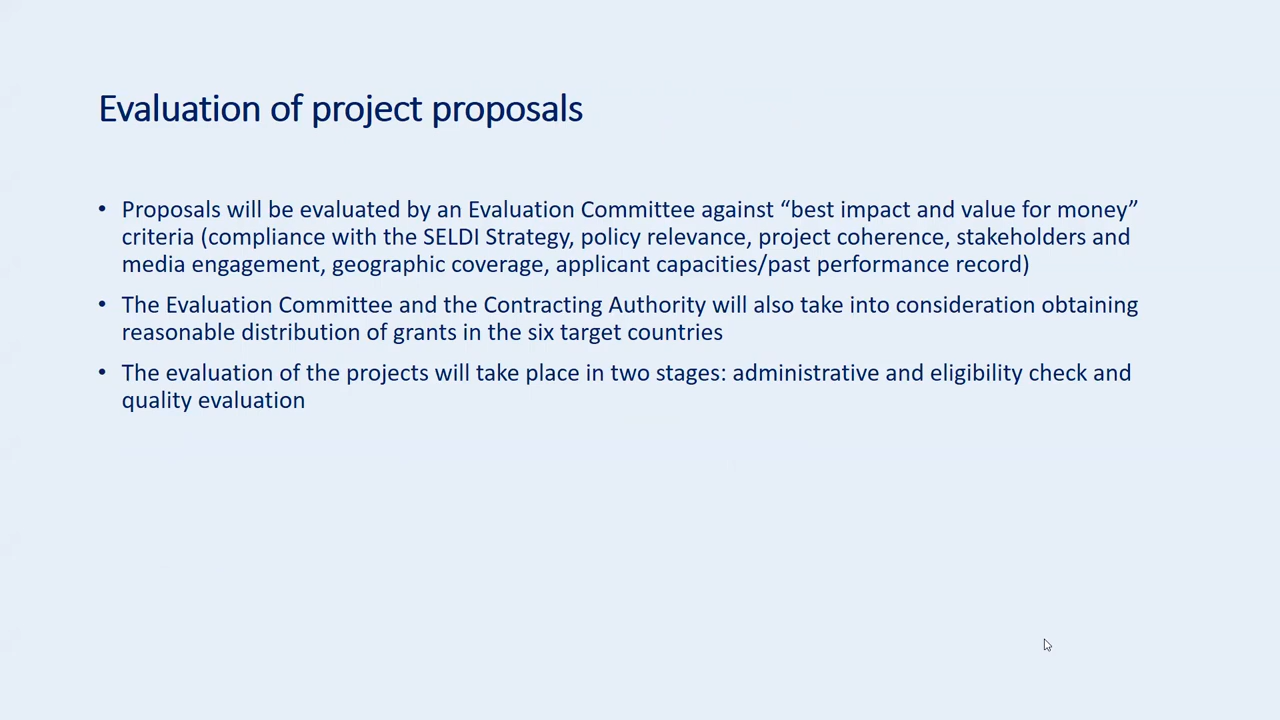 Evaluation of project proposals
• Proposals will be evaluated by an Evaluation Committee against “best impact and value for money”
criteria (compliance with the SELDI Strategy, policy relevance, project coherence, stakeholders and
media engagement, geographic coverage, applicant capacities/past performance record)
• The Evaluation Committee and the Contracting Authority will also take into consideration obtaining
reasonable distribution of grants in the six target countries
• The evaluation of the projects will take place in two stages: administrative and eligibility check and
quality evaluation